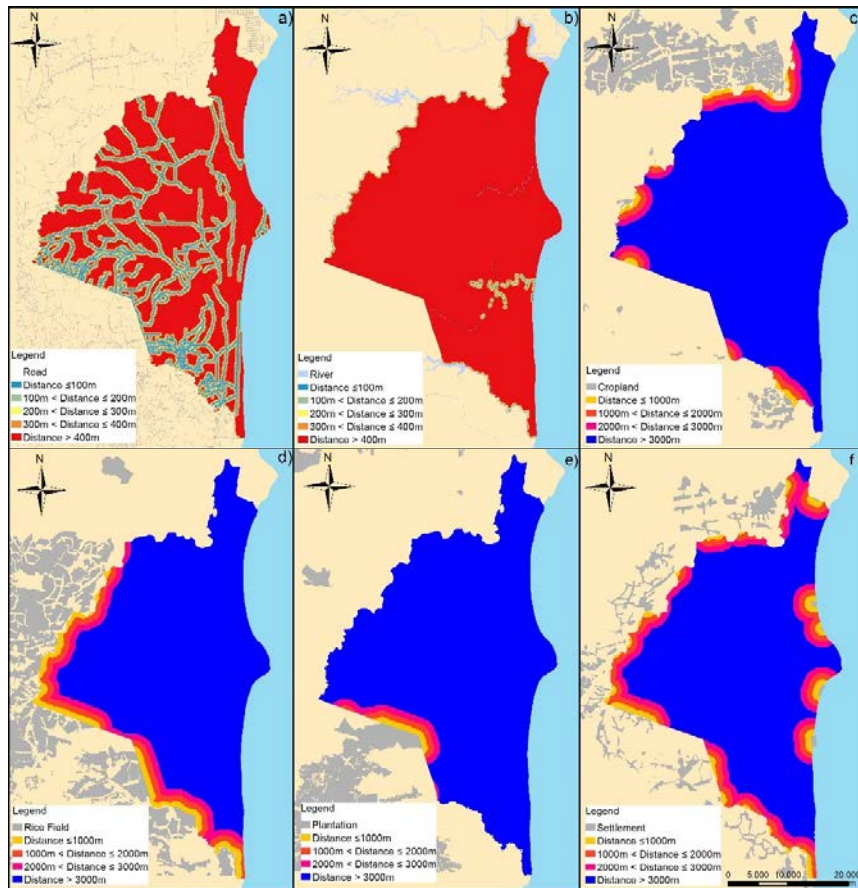 a)
N
Legend
Road
Distance ≤100m
100m < Distance ≤ 200m
200m < Distance ≤ 300m
300m < Distance ≤ 400m
Distance > 400m
b)
N
Legend
River
Distance ≤100m
100m < Distance ≤ 200m
200m < Distance ≤ 300m
300m < Distance ≤ 400m
Distance > 400m
c
N
Legend
Cropland
Distance ≤ 1000m
1000m < Distance ≤ 2000m
2000m < Distance ≤ 3000m
Distance > 3000m
d)
N
Legend
Rice Field
Distance ≤1000m
1000m < Distance ≤ 2000m
2000m < Distance ≤ 3000m
Distance > 3000m
e)
N
Legend
Plantation
Distance ≤1000m
1000m < Distance ≤ 2000m
2000m < Distance ≤ 3000m
Distance > 3000m
f
N
Legend
Settlement
Distance ≤1000m
1000m < Distance ≤ 2000m
2000m < Distance ≤ 3000m
Distance > 3000m
0 5.000 10.000 20.000